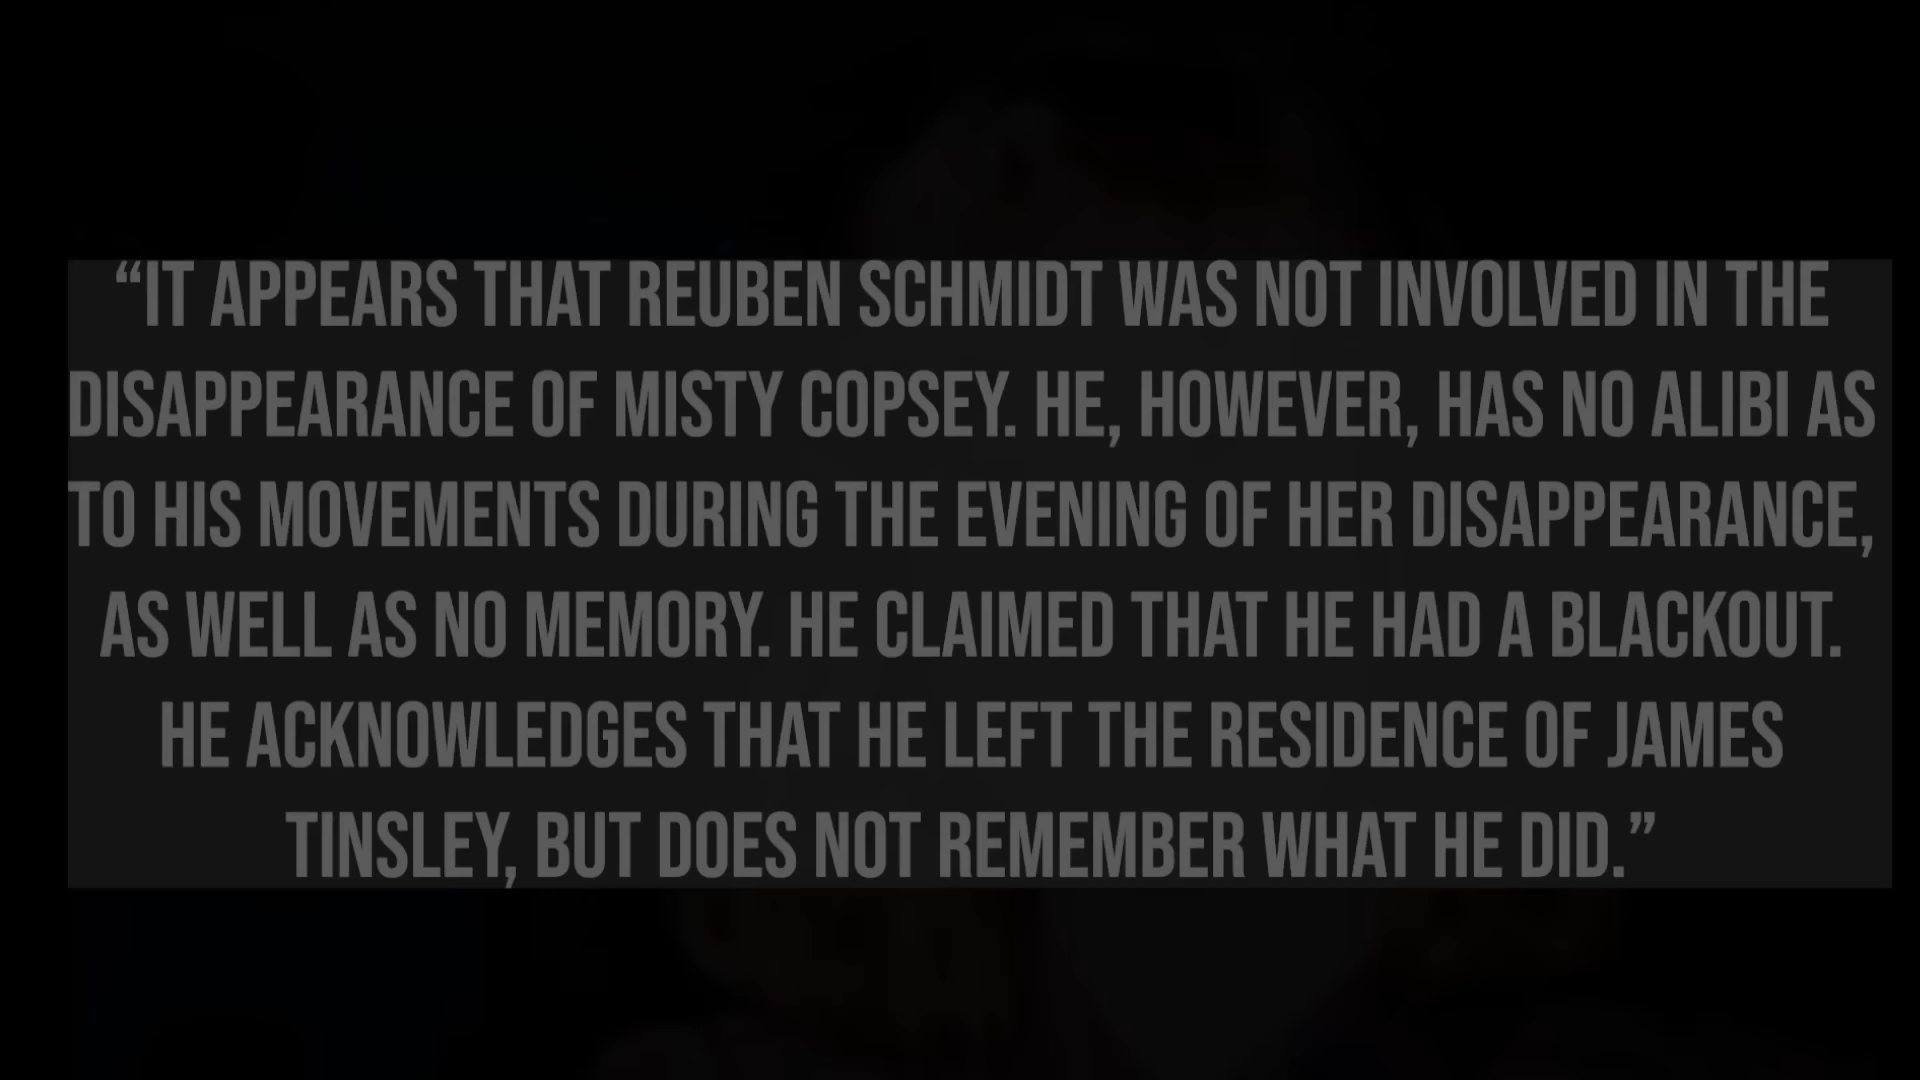 “IT APPEARS THAT REUBEN SCHMIDT WAS NOT INVOLVED IN THE
DISAPPEARANCE OF MISTY COPSEY. HE, HOWEVER, HAS NO ALIBI AS
TO HIS MOVEMENTS DURING THE EVENING OF HER DISAPPEARANCE,
AS WELL AS NO MEMORY. HE CLAIMED THAT HE HAD A BLACKOUT.
HE ACKNOWLEDGES THAT HE LEFT THE RESIDENCE OF JAMES
TINSLEY, BUT DOES NOT REMEMBER WHAT HE DID.”